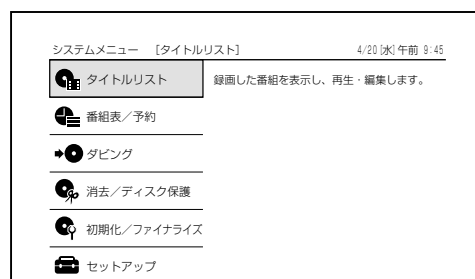 システムメニュー [タイトルリスト] 4/20[水]午前 9:45
タイトルリスト
録画した番組を表示し、再生・編集します。
番組表／予約
ダビング
消去／ディスク保護
初期化／ファイナライズ
セットアップ